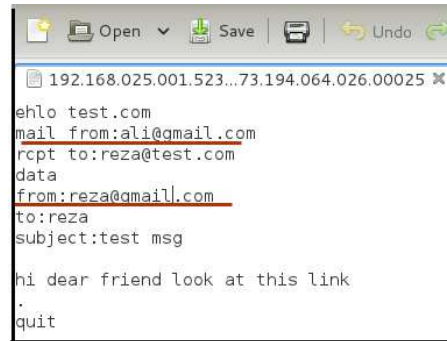 Open Save Undo
192.168.025.001.523...73.194.064.026.00025
ehlo test.com
mail from:ali@gmail.com
rcpt to:reza@test.com
data
from:reza@gmail.com
to:reza
subject:test msg
hi dear friend look at this link
.
quit